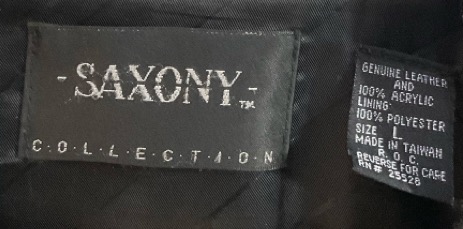 - SAXONY - TM
C·O·L·L·E·C·T·I·O·N
GENUINE LEATHER
AND
100% ACRYLIC
LINING:
100% POLYESTER
SIZE L
MADE IN TAIWAN
R.O.C.
REVERSE FOR CARE
RN# 25528